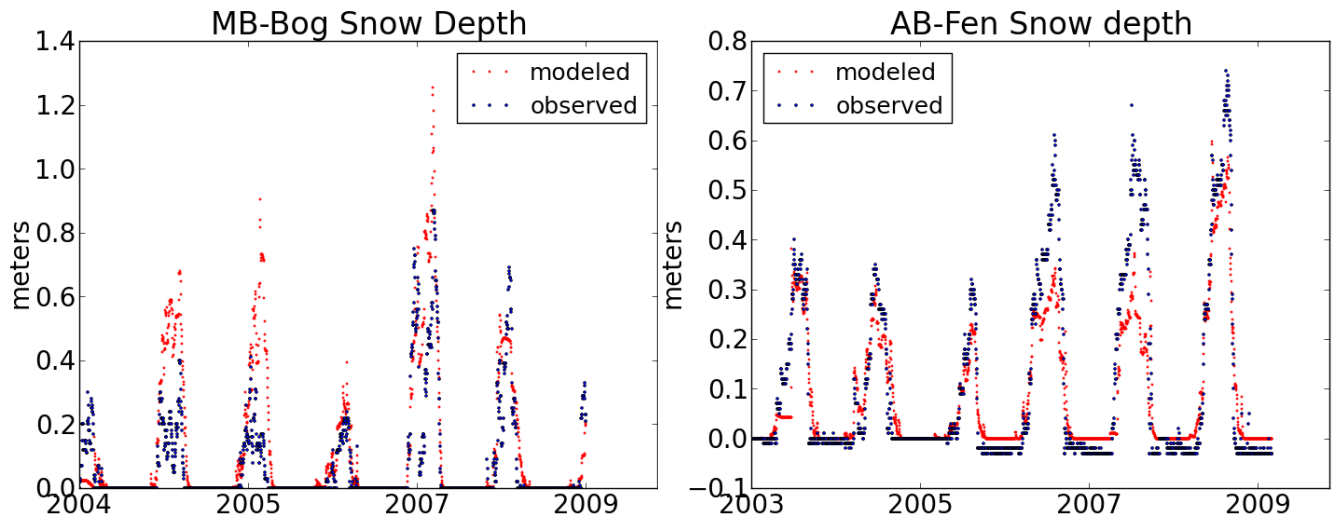 MB-Bog Snow Depth
1.4
1.2
1.0
0.8
0.6
0.4
0.2
0.0
meters
modeled
observed
2004 2005 2007 2009
AB-Fen Snow depth
0.8
0.7
0.6
0.5
0.4
0.3
0.2
0.1
0.0
−0.1
meters
modeled
observed
2003 2005 2007 2009